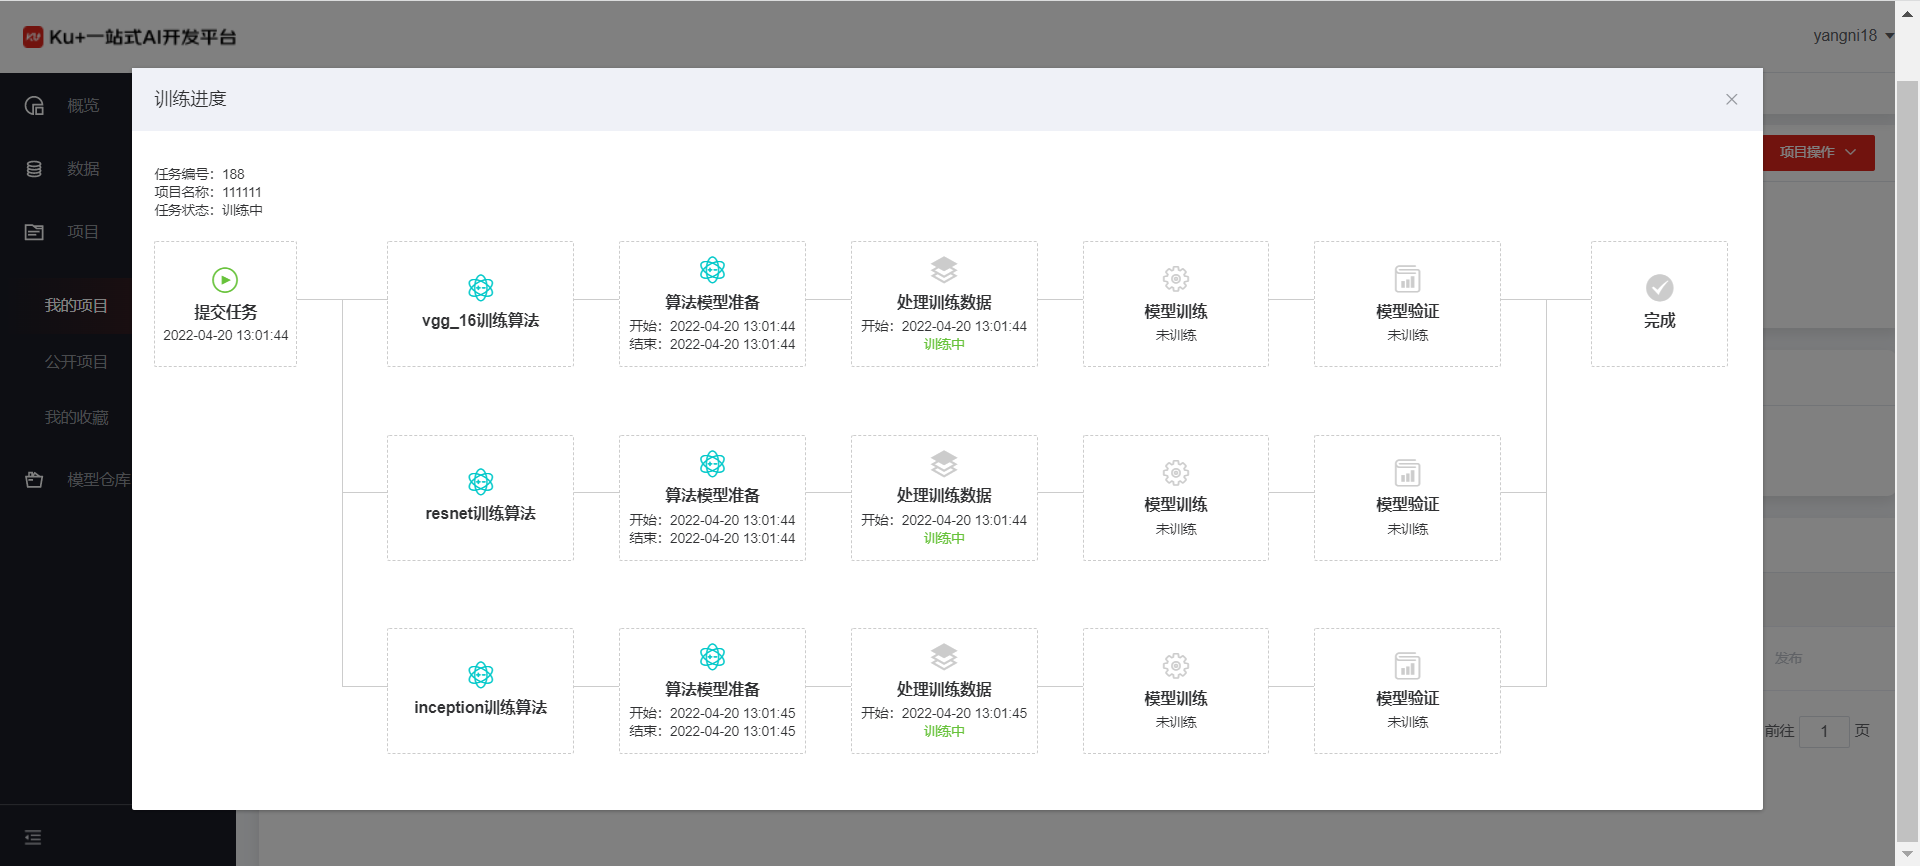 Ku+一站式AI开发平台
yangni18
概览
数据
项目
我的项目
公开项目
我的收藏
模型仓库
项目操作
训练进度
任务编号：188
项目名称：111111
任务状态：训练中
提交任务
2022-04-20 13:01:44
vgg_16训练算法
算法模型准备
开始：2022-04-20 13:01:44
结束：2022-04-20 13:01:44
处理训练数据
开始：2022-04-20 13:01:44
训练中
模型训练
未训练
模型验证
未训练
完成
resnet训练算法
算法模型准备
开始：2022-04-20 13:01:44
结束：2022-04-20 13:01:44
处理训练数据
开始：2022-04-20 13:01:44
训练中
模型训练
未训练
模型验证
未训练
inception训练算法
算法模型准备
开始：2022-04-20 13:01:45
结束：2022-04-20 13:01:45
处理训练数据
开始：2022-04-20 13:01:45
训练中
模型训练
未训练
模型验证
未训练
发布
前往 1 页